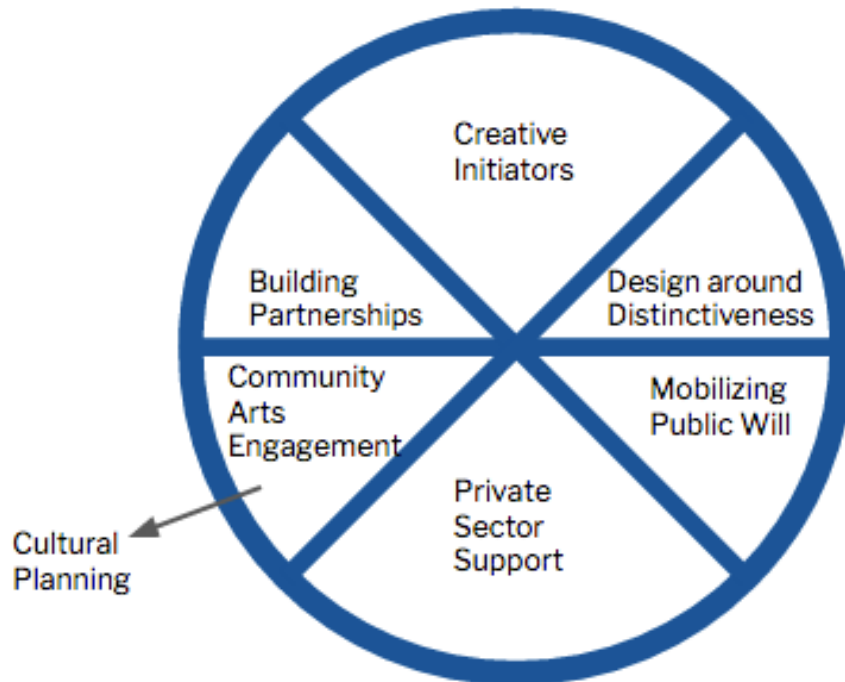 Creative
Initiators
Building
Partnerships
Design around
Distinctiveness
Community
Arts
Engagement
Mobilizing
Public Will
Private
Sector
Support
Cultural
Planning